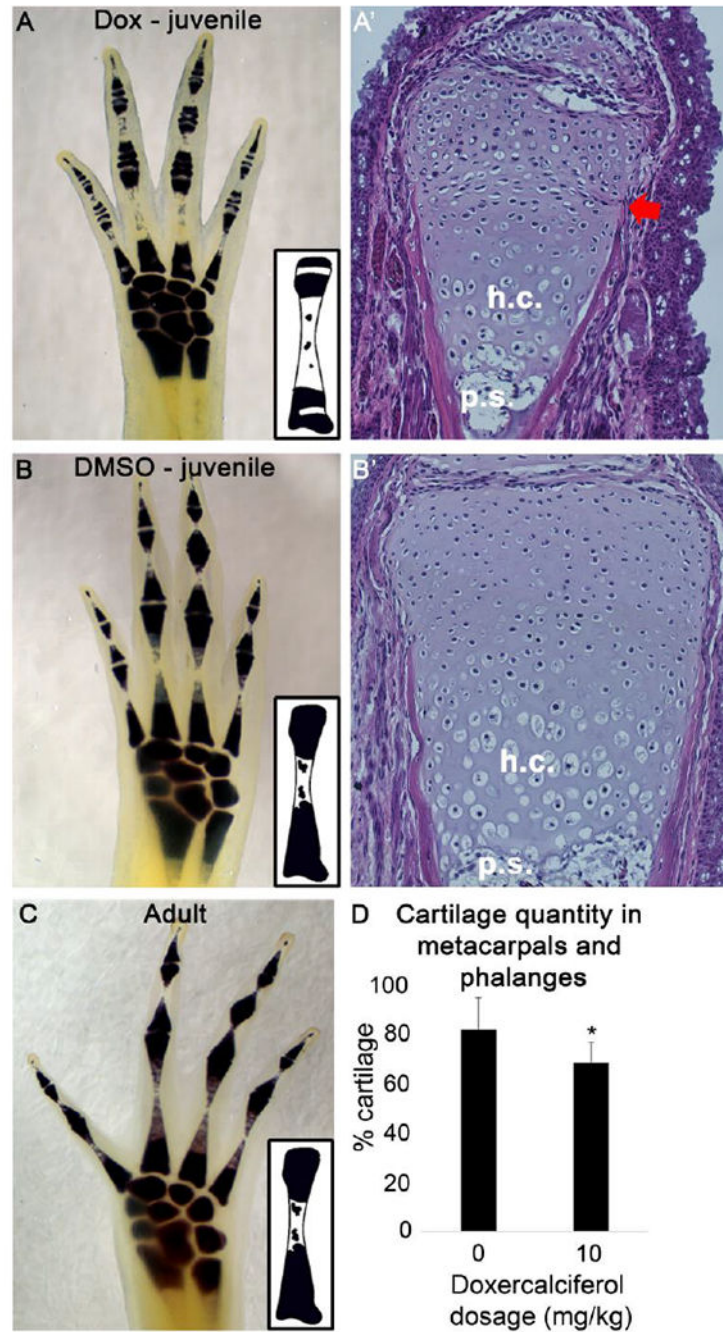 A Dox - juvenile
A'
h.c.
p.s.
B DMSO - juvenile
B'
h.c.
p.s.
C Adult
D Cartilage quantity in
metacarpals and
phalanges
100
80
60
40
20
0
% cartilage
*
0 10
Doxercalciferol
dosage (mg/kg)